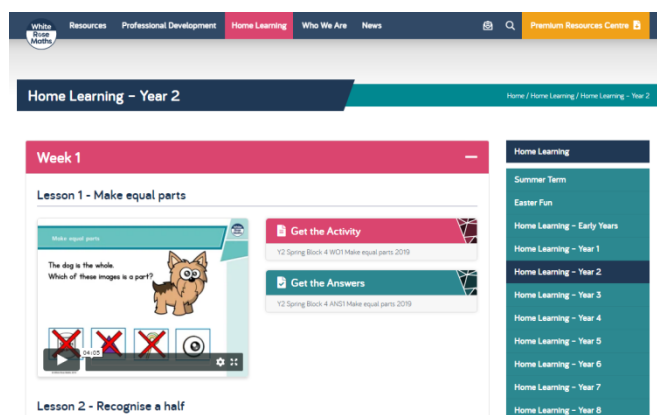 White Rose Maths
Resources
Professional Development
Home Learning
Who We Are
News
Premium Resources Centre
Home Learning – Year 2
Home / Home Learning / Home Learning – Year 2
Week 1
Lesson 1 - Make equal parts
Make equal parts
The dog is the whole.
Which of these images is a part?
04:05
Get the Activity
Y2 Spring Block 4 WO1 Make equal parts 2019
Get the Answers
Y2 Spring Block 4 ANS1 Make equal parts 2019
Lesson 2 - Recognise a half
Home Learning
Summer Term
Easter Fun
Home Learning – Early Years
Home Learning – Year 1
Home Learning – Year 2
Home Learning – Year 3
Home Learning – Year 4
Home Learning – Year 5
Home Learning – Year 6
Home Learning – Year 7
Home Learning – Year 8